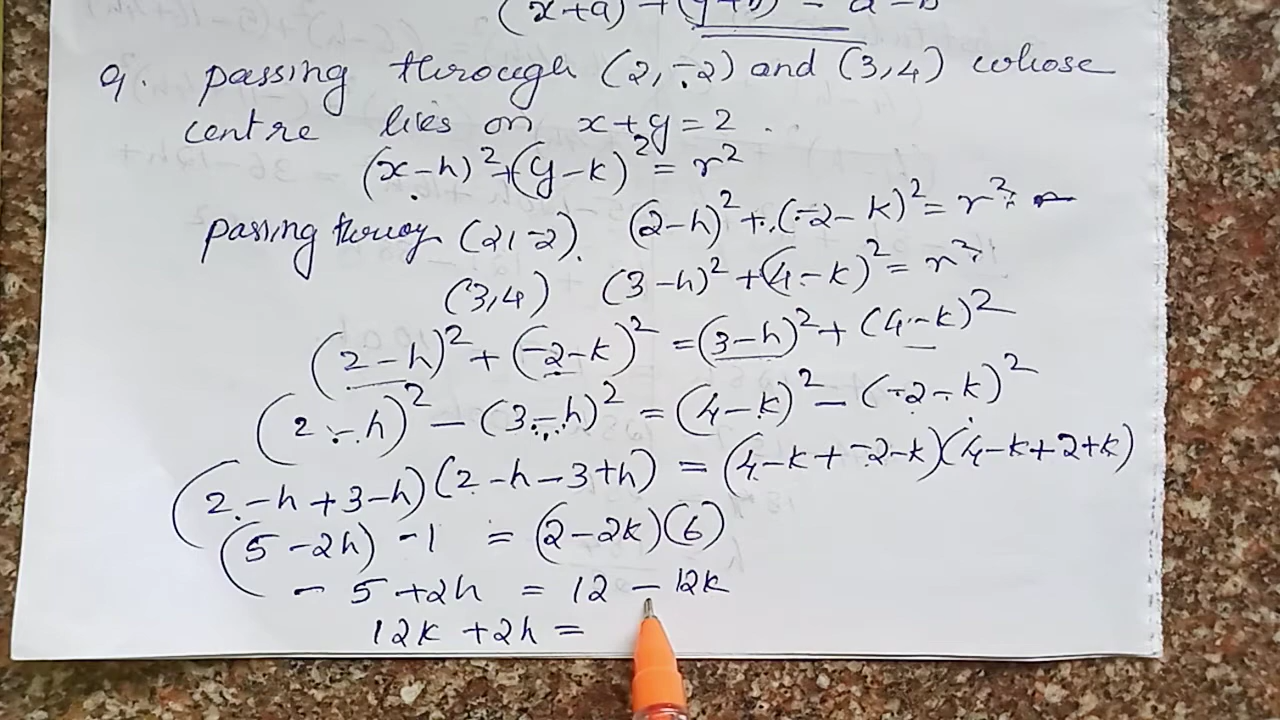 (x+a) + (y+b) = a - b
9. passing through (2, -2) and (3,4) whose
centre lies on x+y=2.
(x-h)²+(y-k)² = r²
passing throug (2, -2). (2-h)² + (-2-k)² = r²
(3,4) (3-h)² + (4-k)² = r²
(2-h)² + (-2-k)² = (3-h)² + (4-k)²
(2-h)² - (3-h)² = (4-k)² - (-2-k)²
(2-h+3-h)(2-h-3+h) = (4-k+-2-k)(4-k+2+k)
(5-2h) -1 = (2-2k)(6)
-5+2h = 12-12k
12k+2h =